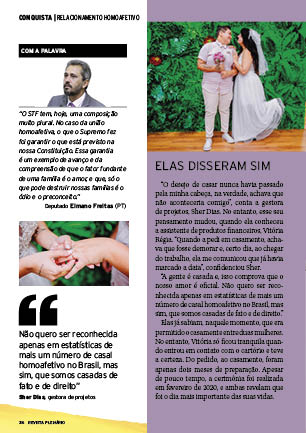 CONQUISTA | RELACIONAMENTO HOMOAFETIVO
COM A PALAVRA
“O STF tem, hoje, uma composição
muito plural. No caso da união
homoafetiva, o que o Supremo fez
foi garantir o que está previsto na
nossa Constituição. Essa garantia
é um exemplo de avanço e da
compreensão de que o fator fundante
de uma família é o amor, e que, só o
que pode destruir nossas famílias é o
ódio e o preconceito.”
Deputado Elmano Freitas (PT)
“
Não quero ser reconhecida
apenas em estatísticas de
mais um número de casal
homoafetivo no Brasil, mas
sim, que somos casadas de
fato e de direito”
Sher Dias, gestora de projetos
ELAS DISSERAM SIM
“O desejo de casar nunca havia passado
pela minha cabeça, na verdade, achava que
não aconteceria comigo”, conta a gestora
de projetos, Sher Dias. No entanto, esse seu
pensamento mudou, quando ela conheceu
a assistente de produtos financeiros, Vitória
Régia. “Quando a pedi em casamento, acha-
va que fosse demorar e, certo dia, ao chegar
do trabalho, ela me comunicou que já havia
marcado a data”, confidenciou Sher.
“A gente é casada e, isso comprova que o
nosso amor é oficial. Não quero ser reco-
nhecida apenas em estatísticas de mais um
número de casal homoafetivo no Brasil, mas
sim, que somos casadas de fato e de direito.”
Elas já sabiam, naquele momento, que era
permitido o casamento entre duas mulheres.
No entanto, Vitória só ficou tranquila quan-
do entrou em contato com o cartório e teve
a certeza. Do pedido, ao casamento, foram
apenas dois meses de preparação. Apesar
de pouco tempo, a cerimônia foi realizada
em fevereiro de 2020, e ambas revelam que
foi o dia mais importante das suas vidas.
26 REVISTA PLENÁRIO